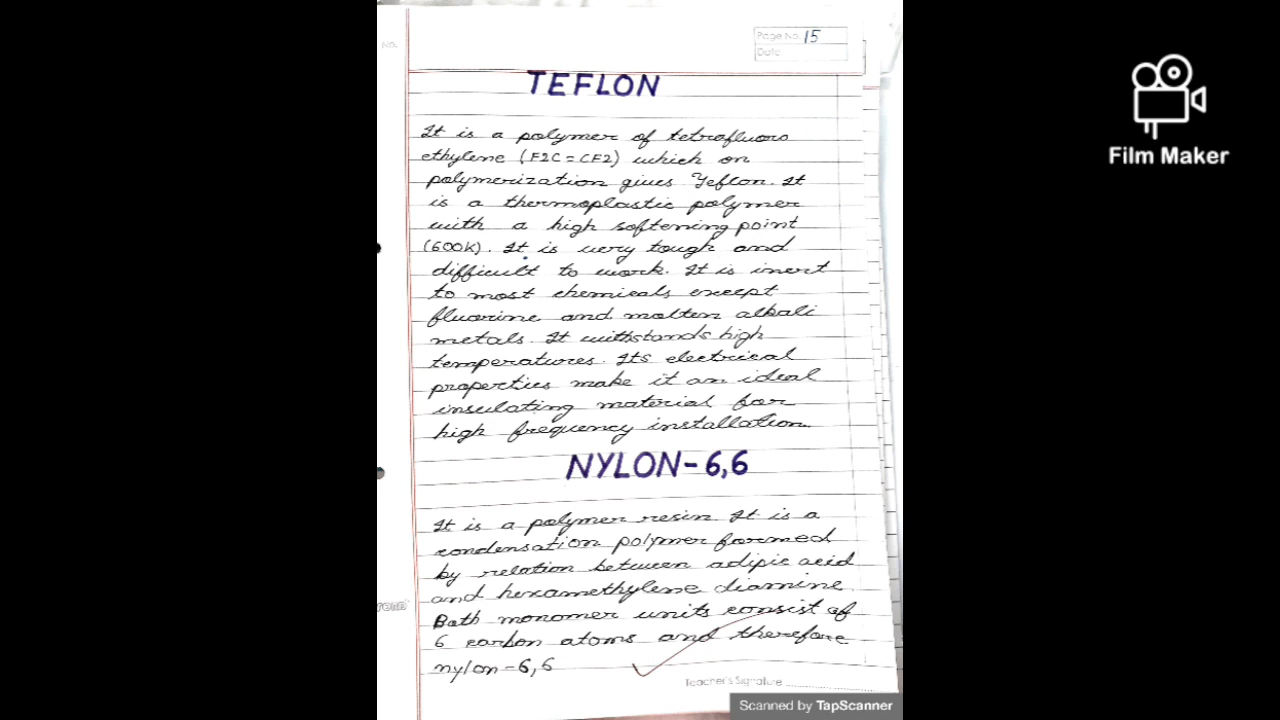 No.
Page No. 15
Date
TEFLON
It is a polymer of tetrafluoro
ethylene (F2C = CF2) which on
polymerization gives Teflon. It
is a thermoplastic polymer
with a high softening point
(600K). It is very tough and
difficult to work. It is inert
to most chemicals except
fluorine and molten alkali
metals. It withstands high
temperatures. Its electrical
properties make it an ideal
insulating material for
high frequency installation.
NYLON-6,6
It is a polymer resin. It is a
condensation polymer formed
by relation between adipic acid
and hexamethylene diamine.
Both monomer units consist of
6 carbon atoms and therefore
nylon-6,6
Teacher's Signature
Scanned by TapScanner
Film Maker